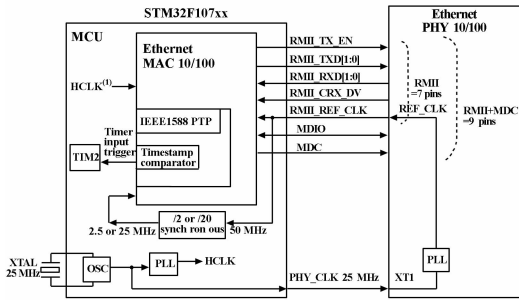 STM32F107xx
MCU
Ethernet
MAC 10/100
HCLK(1)
IEEE1588 PTP
Timer
input
trigger
Timestamp
comparator
TIM2
/2 or /20
synch ron ous
2.5 or 25 MHz
50 MHz
XTAL
25 MHz
OSC
PLL
HCLK
RMII_TX_EN
RMII_TXD[1:0]
RMII_RXD[1:0]
RMII_CRX_DV
RMII_REF_CLK
MDIO
MDC
PHY_CLK 25 MHz
Ethernet
PHY 10/100
RMII
=7 pins
REF_CLK
RMII+MDC
=9 pins
PLL
XT1